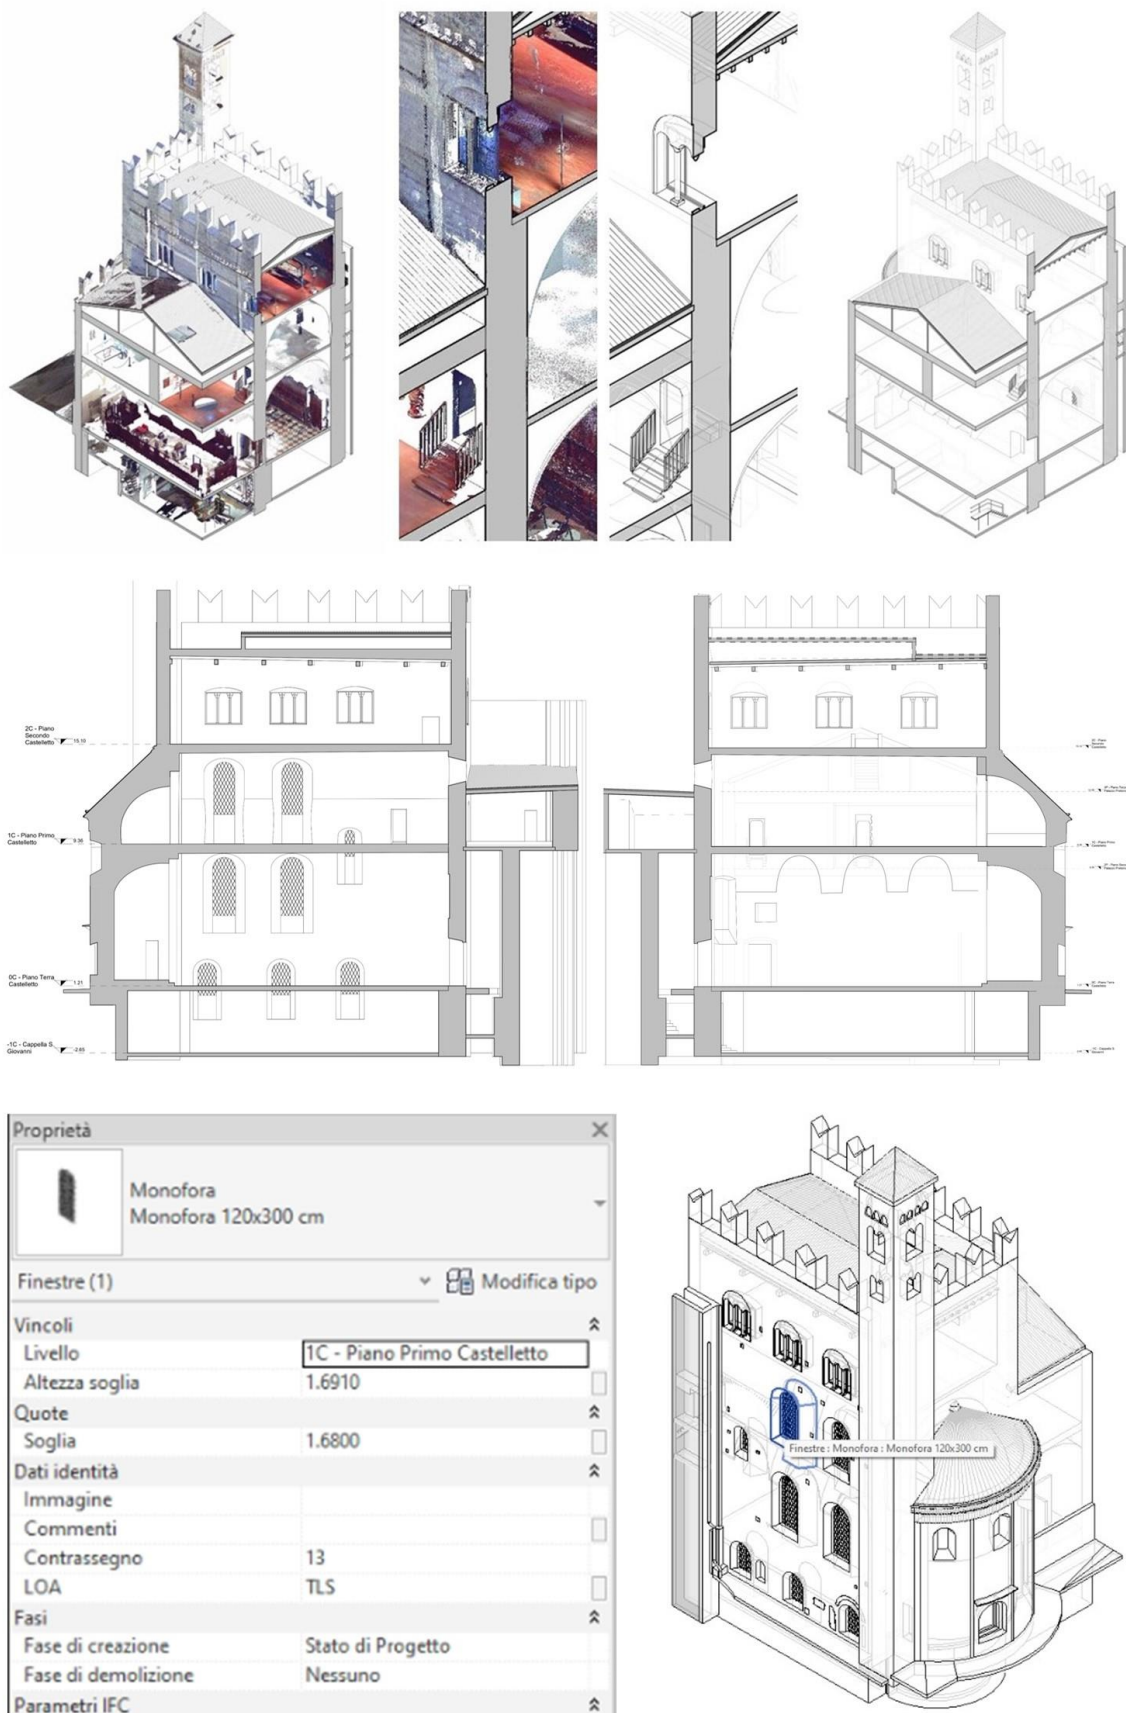 2C - Piano
Secondo
Castelletto 15.10
1C - Piano Primo
Castelletto 9.36
0C - Piano Terra
Castelletto 1.21
-1C - Cappella S.
Giovanni -2.65
Proprietà
Monofora
Monofora 120x300 cm
Finestre (1) Modifica tipo
Vincoli
Livello 1C - Piano Primo Castelletto
Altezza soglia 1.6910
Quote
Soglia 1.6800
Dati identità
Immagine
Commenti
Contrassegno 13
LOA TLS
Fasi
Fase di creazione Stato di Progetto
Fase di demolizione Nessuno
Parametri IFC
Finestre : Monofora : Monofora 120x300 cm